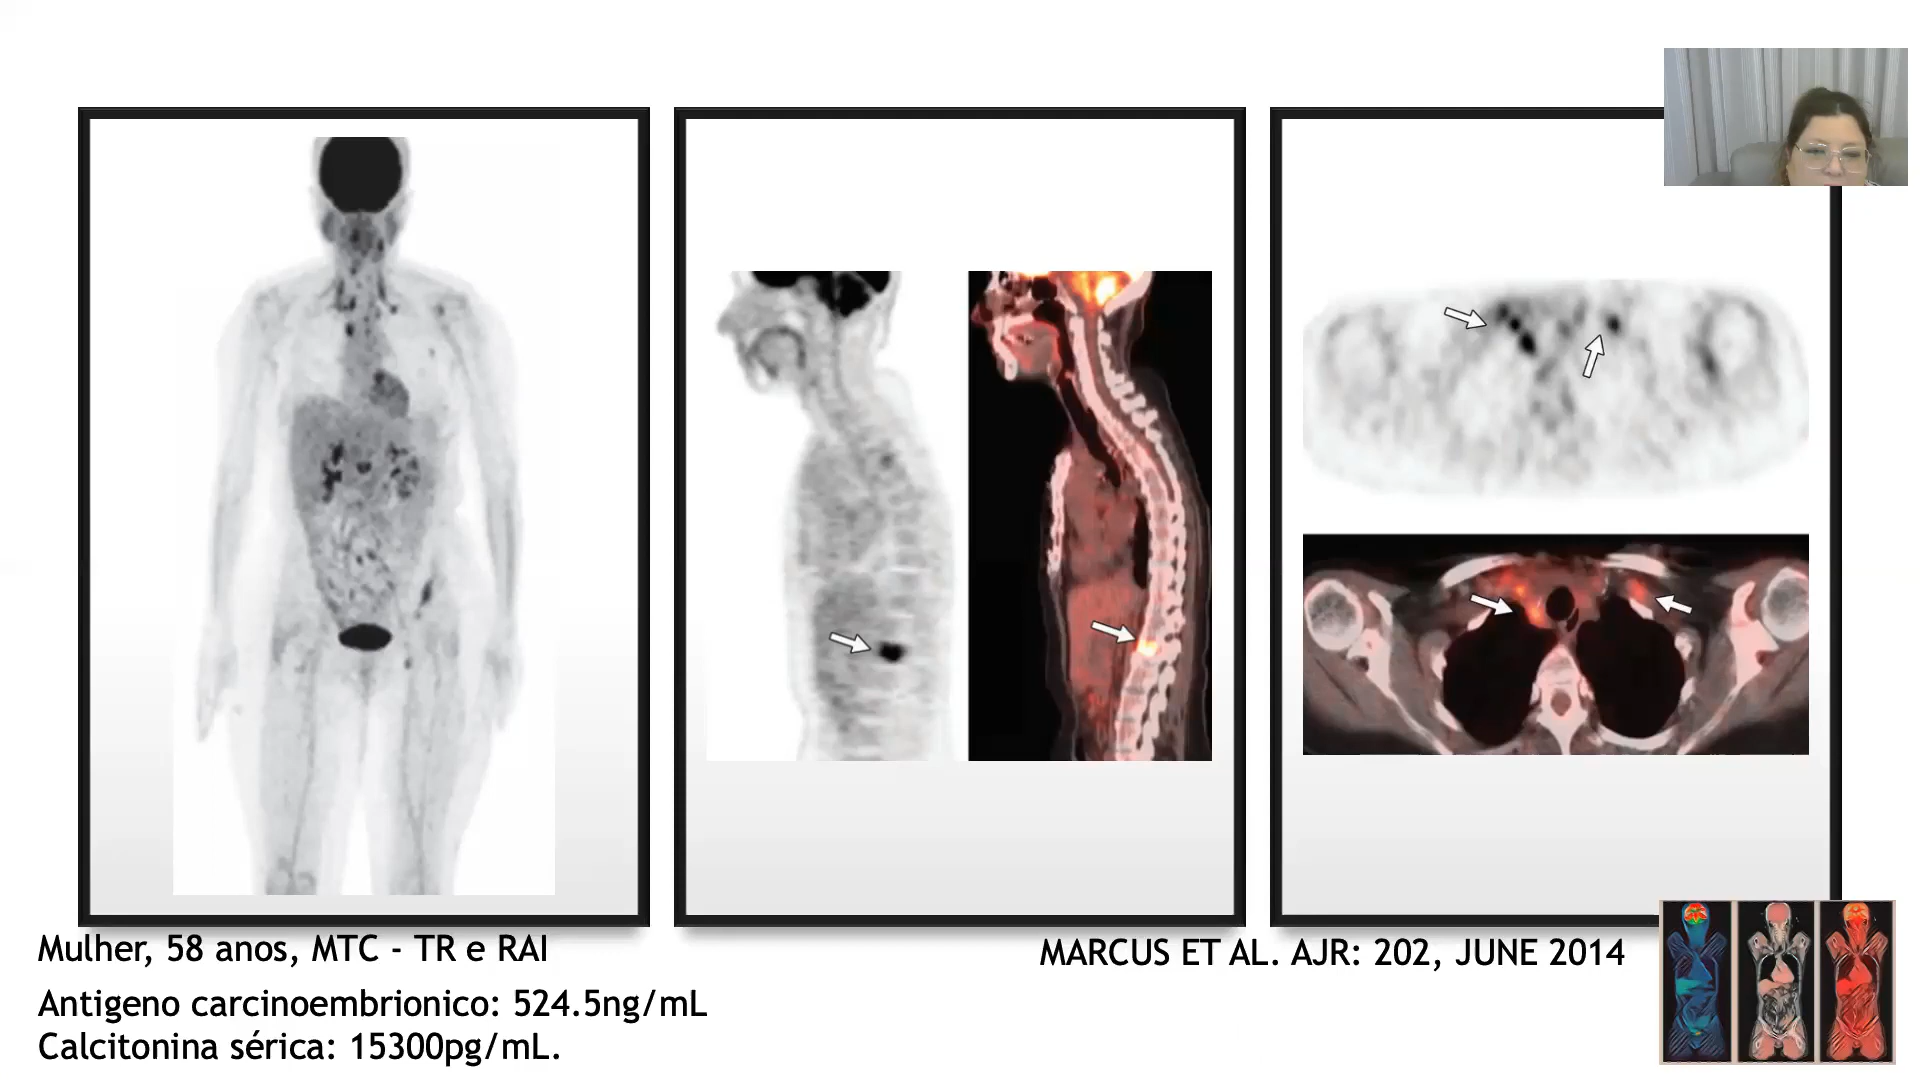 Mulher, 58 anos, MTC - TR e RAI
MARCUS ET AL. AJR: 202, JUNE 2014
Antigeno carcinoembrionico: 524.5ng/mL
Calcitonina sérica: 15300pg/mL.